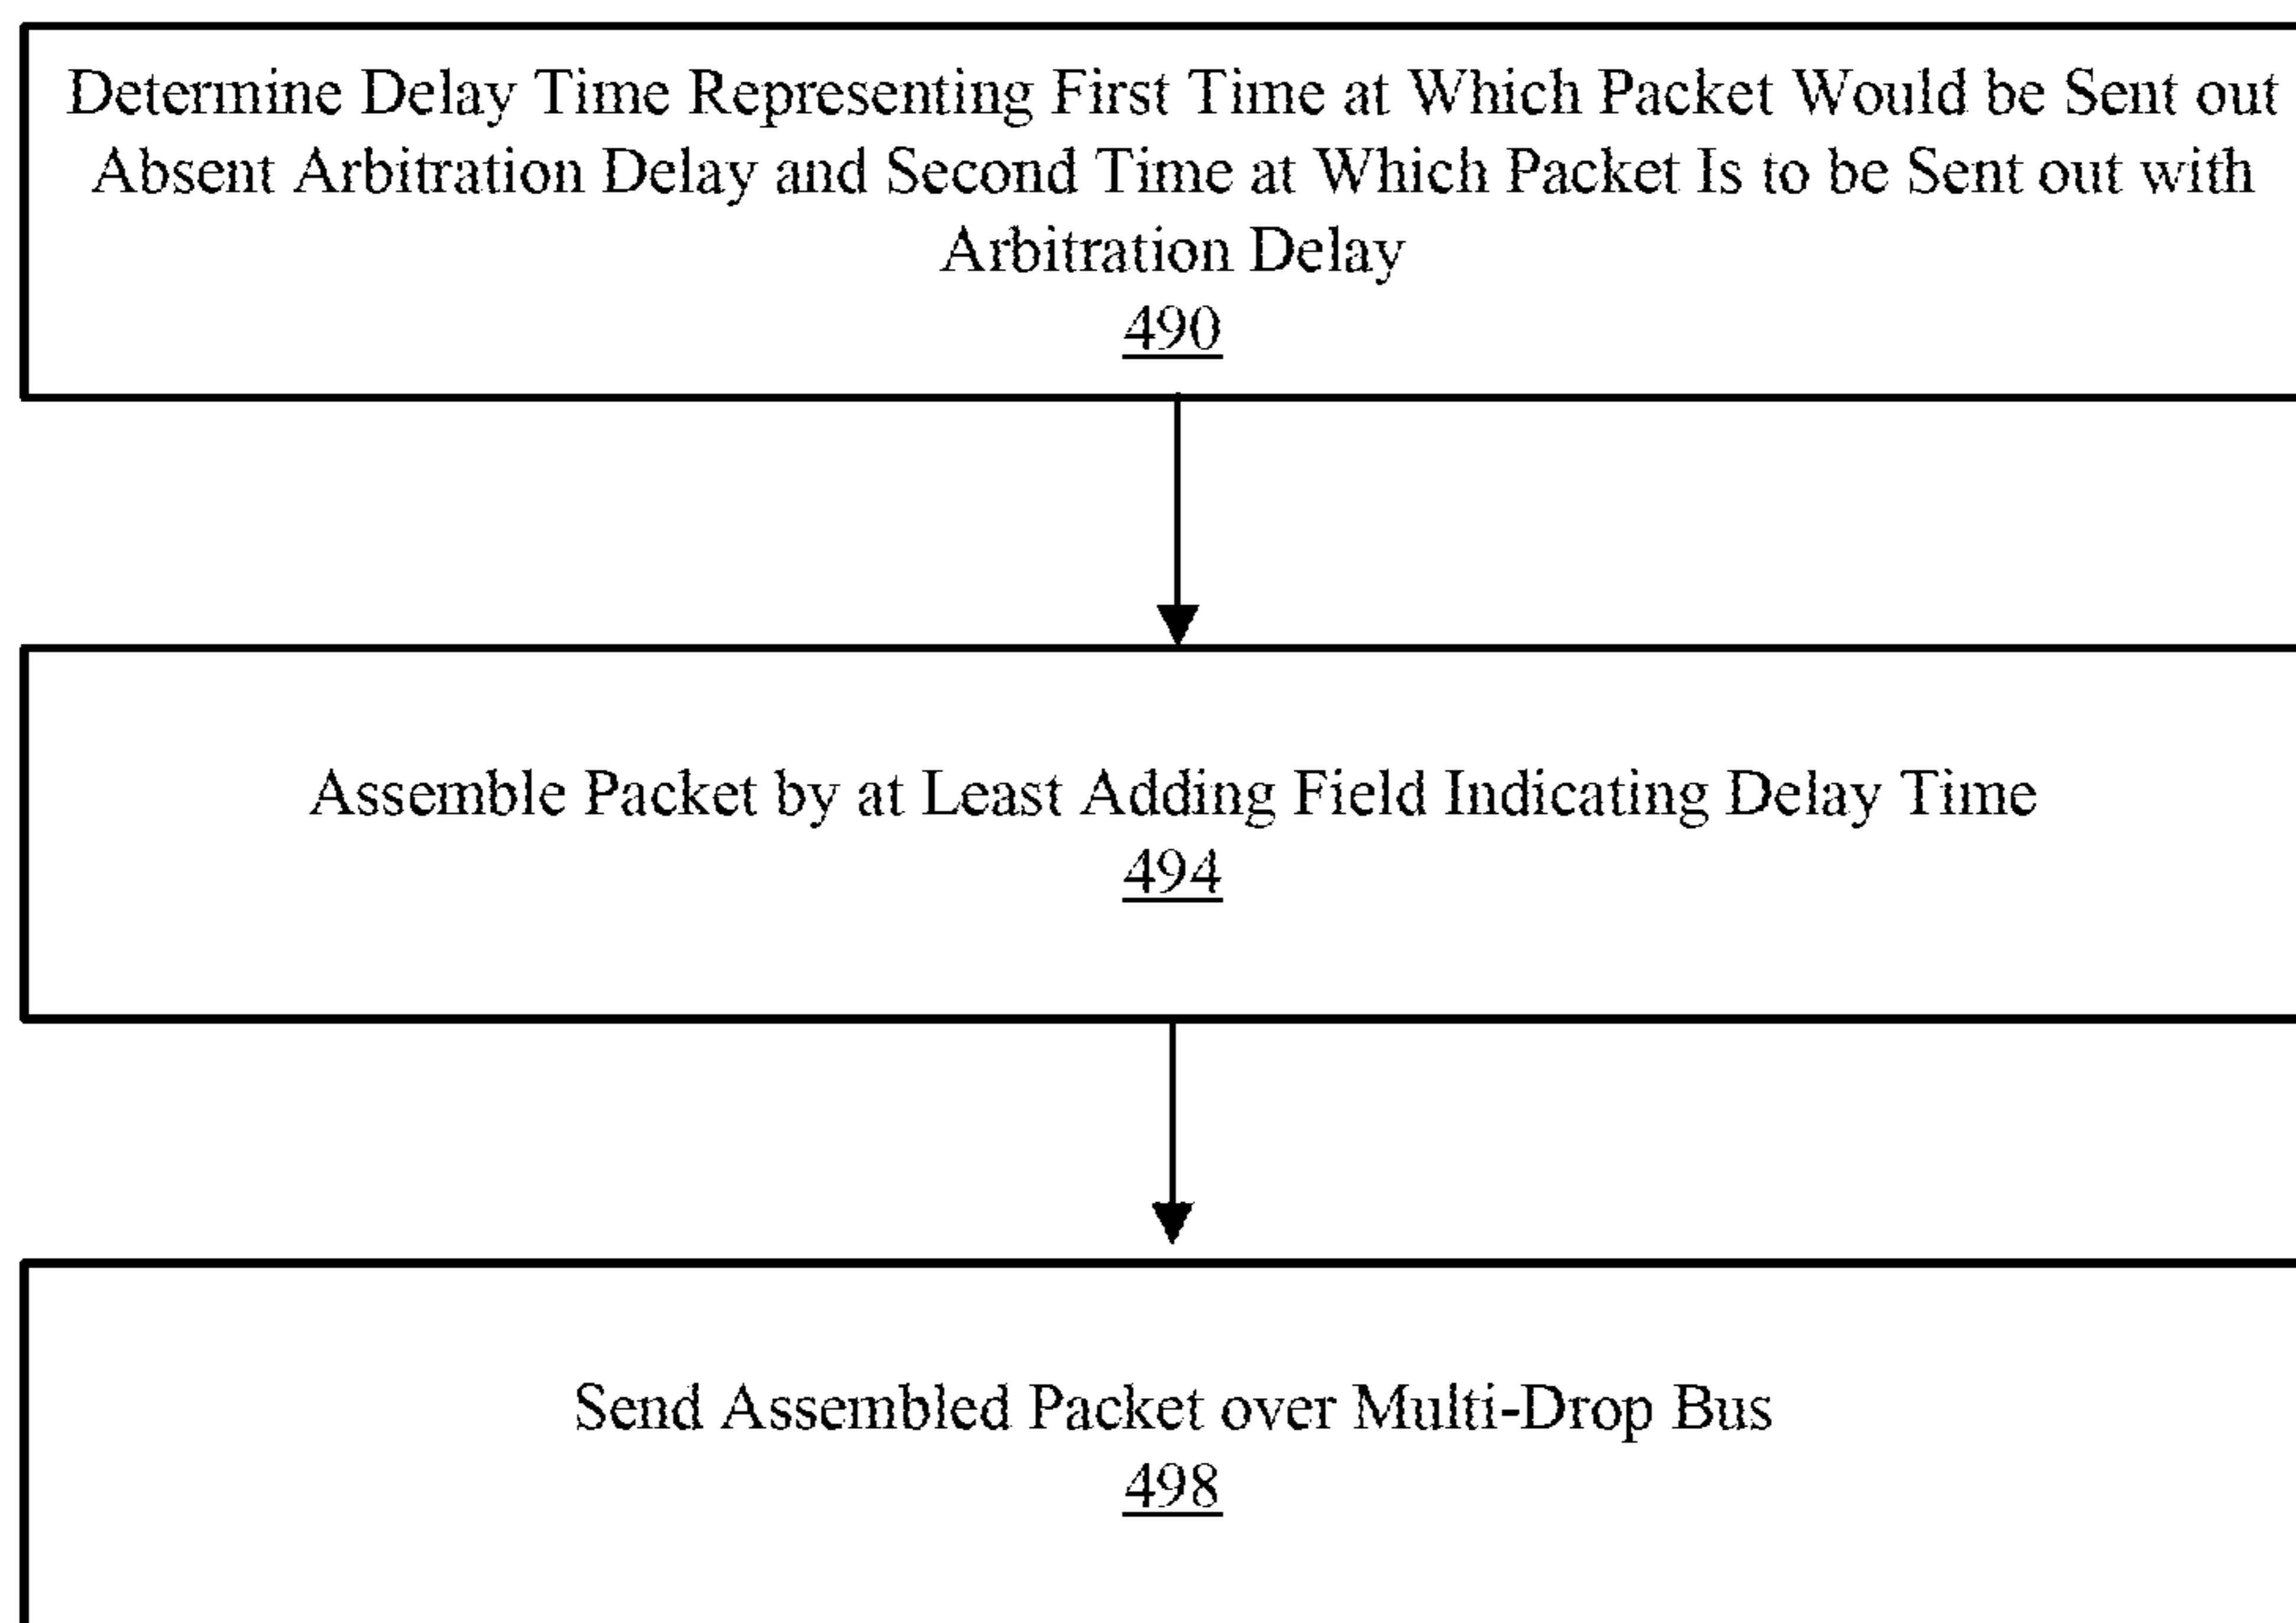 Determine Delay Time Representing First Time at Which Packet Would be Sent out
Absent Arbitration Delay and Second Time at Which Packet Is to be Sent out with
Arbitration Delay
490
Assemble Packet by at Least Adding Field Indicating Delay Time
494
Send Assembled Packet over Multi-Drop Bus
498